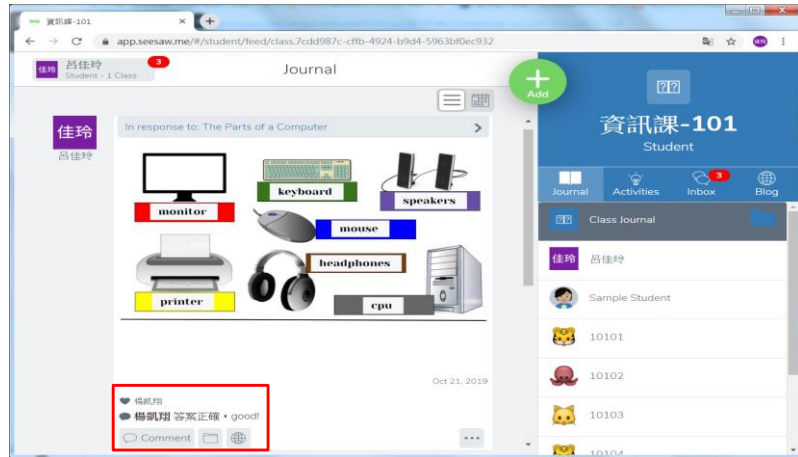 資訊課-101
app.seesaw.me/#/student/feed/class.7cdd987c-cffb-4924-b9d4-5963bf0ec932
佳玲
佳玲
呂佳玲
Student - 1 Class
3
Journal
Add
佳玲
呂佳玲
In response to: The Parts of a Computer
monitor
keyboard
speakers
mouse
headphones
printer
cpu
Oct 21, 2019
楊凱翔
楊凱翔 答案正確,good!
Comment
資訊課-101
Student
Journal
Activities
3
Inbox
Blog
Class Journal
佳玲
呂佳玲
Sample Student
10101
10102
10103
10104